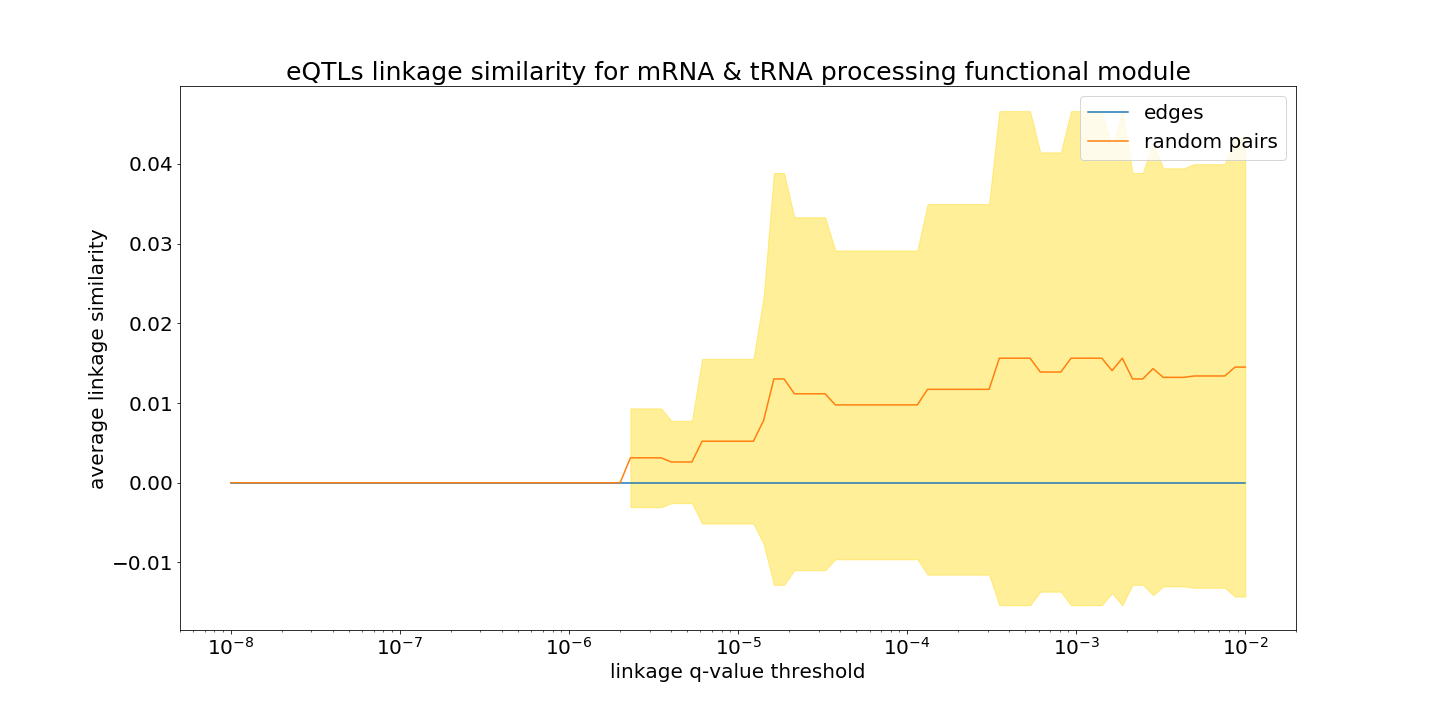 eQTLs linkage similarity for mRNA & tRNA processing functional module
edges
random pairs
average linkage similarity
0.04
0.03
0.02
0.01
0.00
−0.01
10⁻⁸ 10⁻⁷ 10⁻⁶ 10⁻⁵ 10⁻⁴ 10⁻³ 10⁻²
linkage q-value threshold